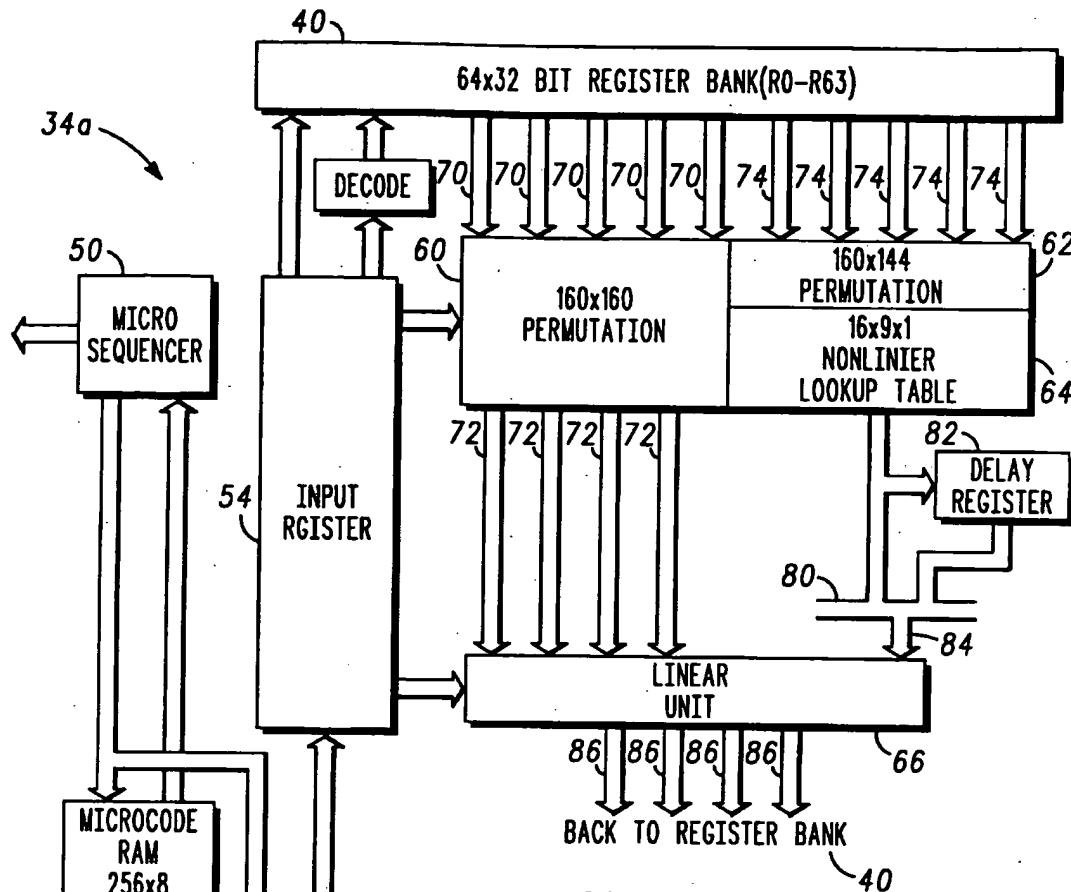 40
64x32 BIT REGISTER BANK(R0-R63)
34a
DECODE
70 70 70 70 70 74 74 74 74 74
50
60
62
MICRO
SEQUENCER
160x160
PERMUTATION
160x144
PERMUTATION
16x9x1
NONLINIER
LOOKUP TABLE
64
72 72 72 72
82
DELAY
REGISTER
54
INPUT
RGISTER
80
84
LINEAR
UNIT
66
86 86 86 86
BACK TO REGISTER BANK
40
MICROCODE
RAM
256x8